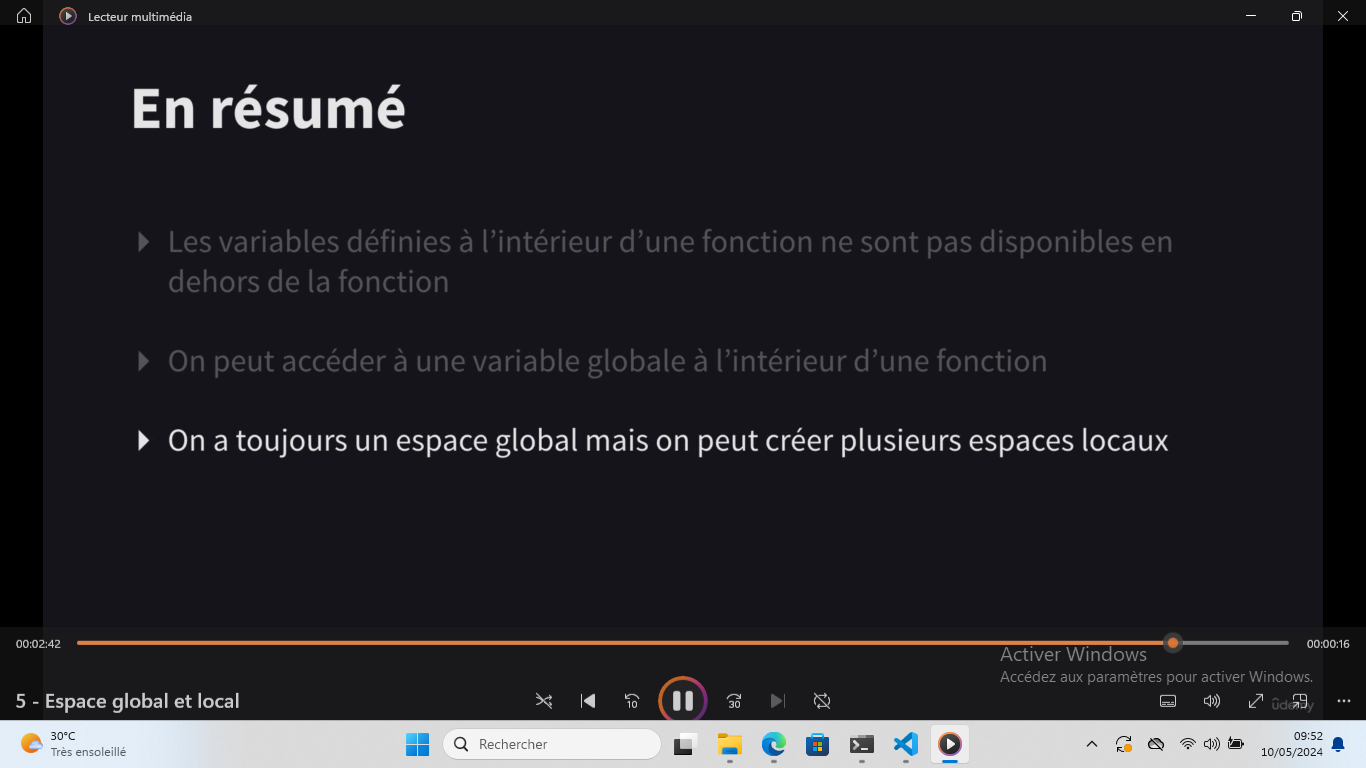 Lecteur multimédia
En résumé
Les variables définies à l’intérieur d’une fonction ne sont pas disponibles en
dehors de la fonction
On peut accéder à une variable globale à l’intérieur d’une fonction
On a toujours un espace global mais on peut créer plusieurs espaces locaux
00:02:42
00:00:16
Activer Windows
Accédez aux paramètres pour activer Windows.
5 - Espace global et local
10
30
ûdemy
30°C
Très ensoleillé
Rechercher
09:52
10/05/2024